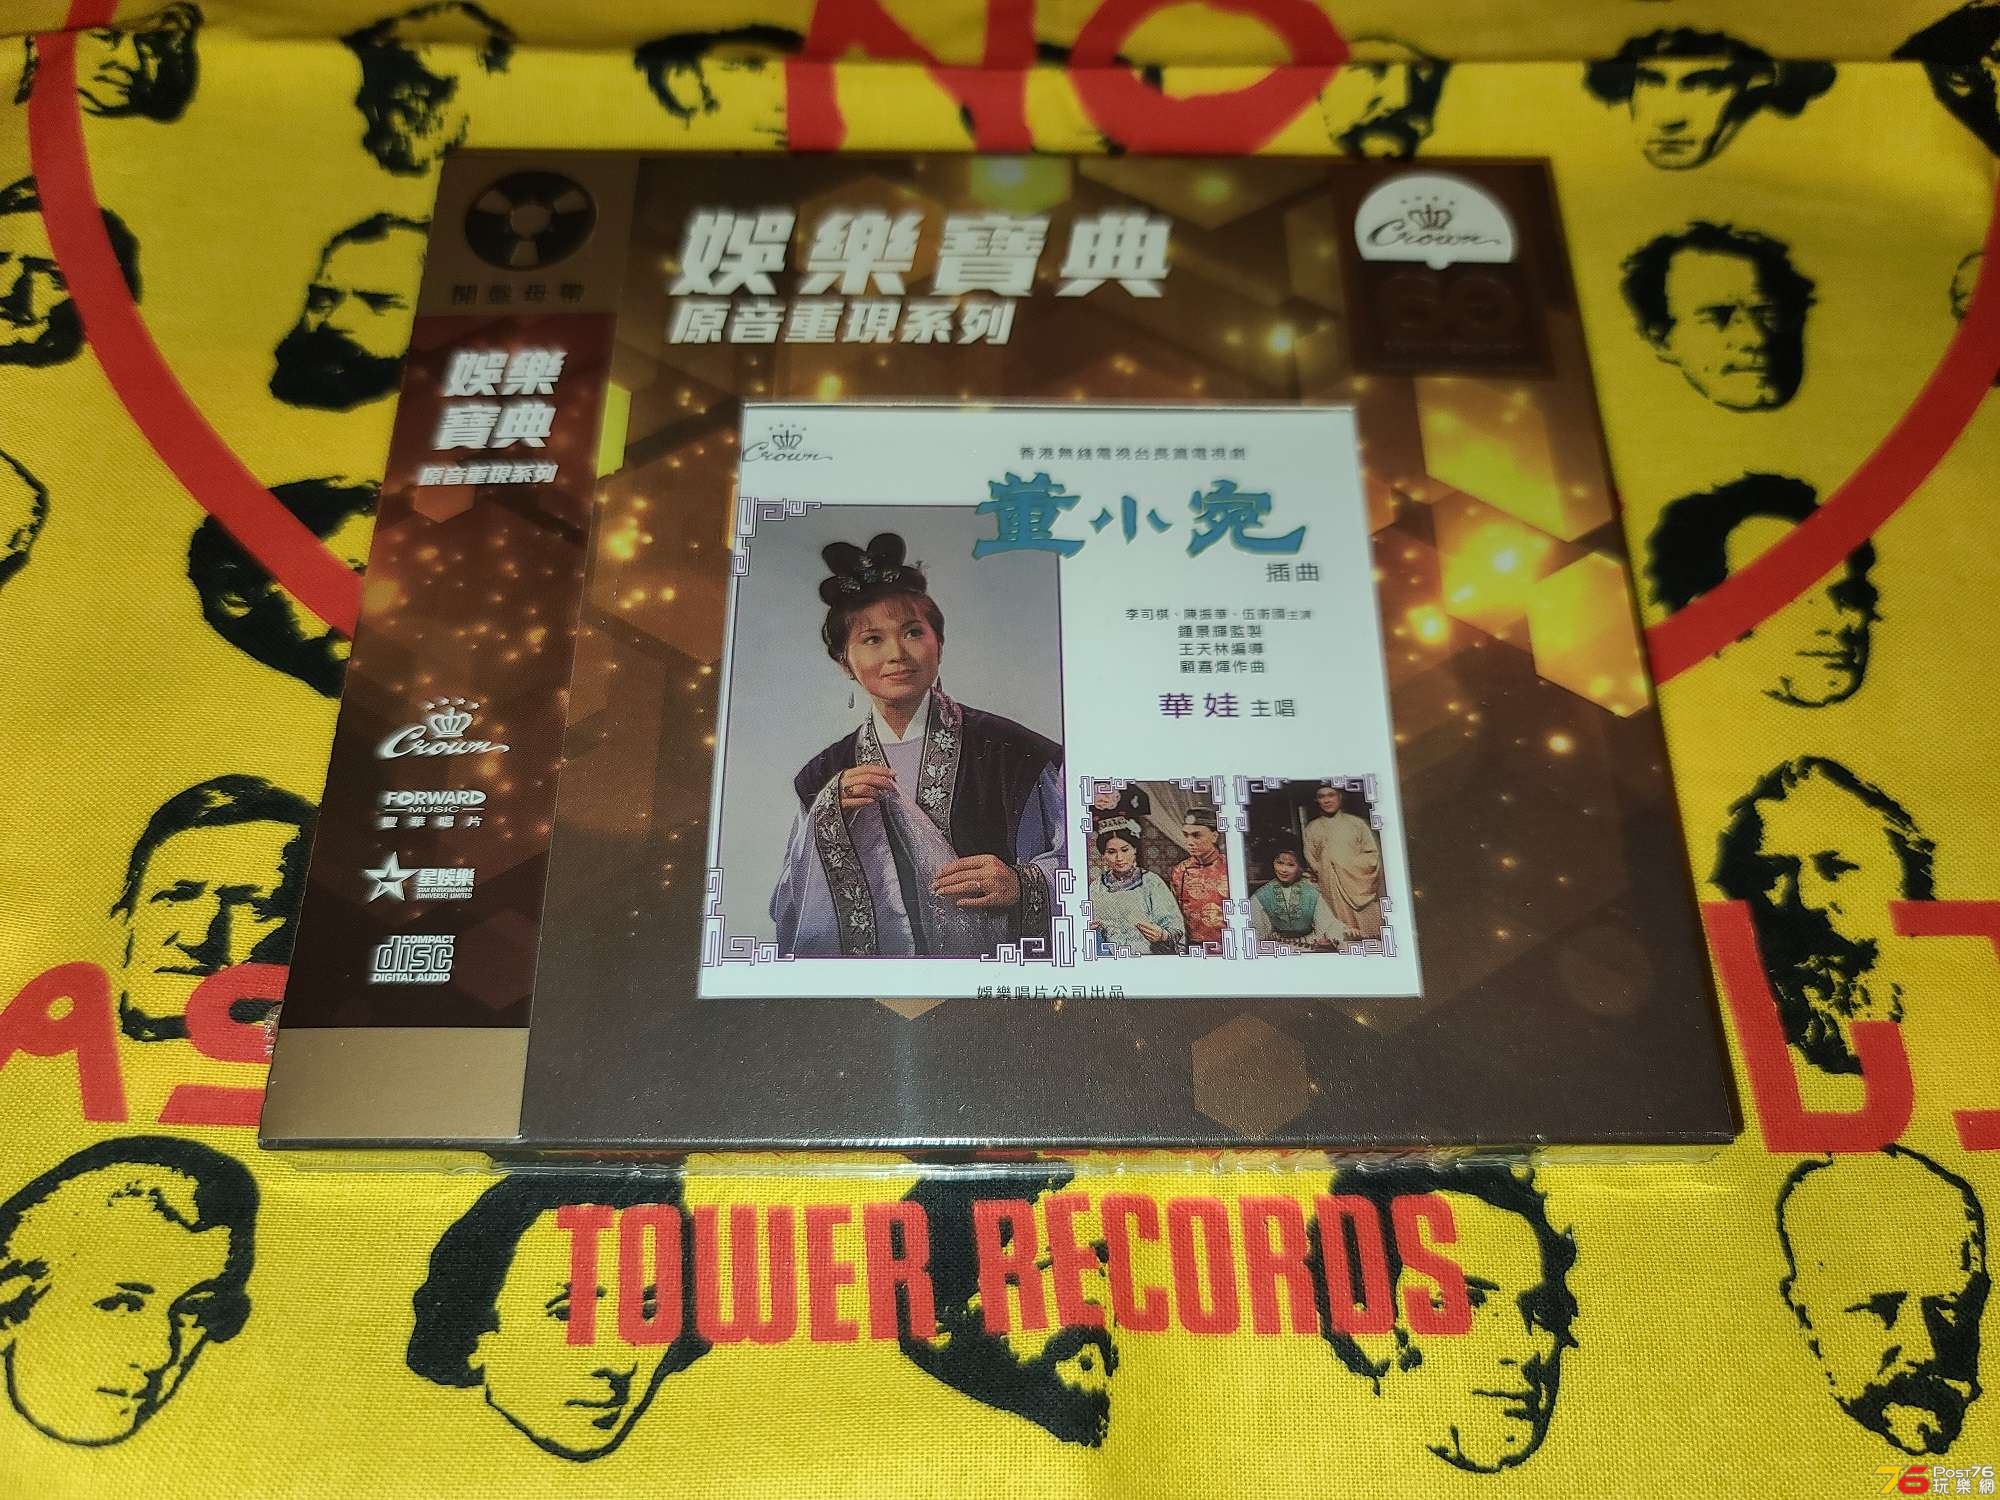 NO
開盤母帶
娛樂寶典
原音重現系列
Crown
娛樂
寶典
原音重現系列
Crown
FORWARD
MUSIC
豐華唱片
星娛樂
STAR ENTERTAINMENT
(UNIVERSE) LIMITED
COMPACT
disc
DIGITAL AUDIO
Crown
香港無綫電視台長篇電視劇
董小宛
插曲
李司棋、陳振華、伍衛國主演
鍾景輝監製
王天林編導
顧嘉煇作曲
華娃 主唱
娛樂唱片公司出品
TOWER RECORDS
76 POST76
玩樂網